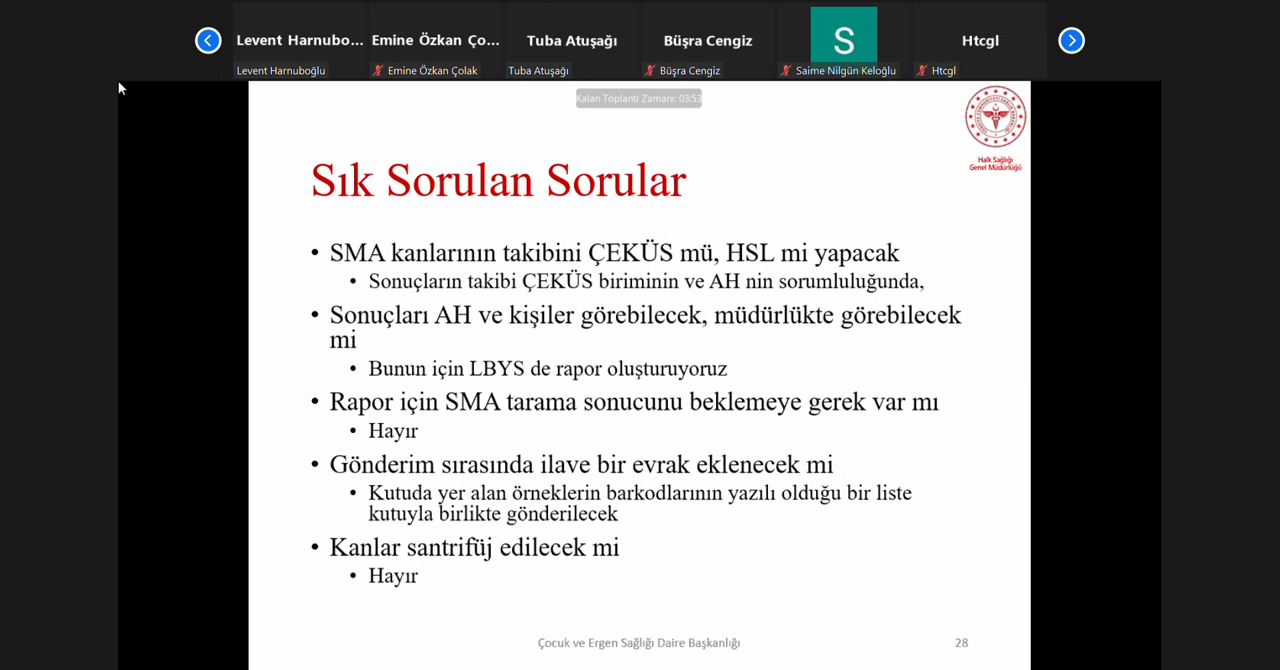 Levent Harnubo...
Emine Özkan Ço...
Tuba Atuşağı
Büşra Cengiz
S
Htcgl
Levent Harnuboğlu
Emine Özkan Çolak
Tuba Atuşağı
Büşra Cengiz
Saime Nilgün Keloğlu
Htcgl
Kalan Toplantı Zamanı: 03:53
Halk Sağlığı
Genel Müdürlüğü
Sık Sorulan Sorular
• SMA kanlarının takibini ÇEKÜS mü, HSL mi yapacak
• Sonuçların takibi ÇEKÜS biriminin ve AH nin sorumluluğunda,
• Sonuçları AH ve kişiler görebilecek, müdürlükte görebilecek
mi
• Bunun için LBYS de rapor oluşturuyoruz
• Rapor için SMA tarama sonucunu beklemeye gerek var mı
• Hayır
• Gönderim sırasında ilave bir evrak eklenecek mi
• Kutuda yer alan örneklerin barkodlarının yazılı olduğu bir liste
kutuyla birlikte gönderilecek
• Kanlar santrifüj edilecek mi
• Hayır
Çocuk ve Ergen Sağlığı Daire Başkanlığı
28